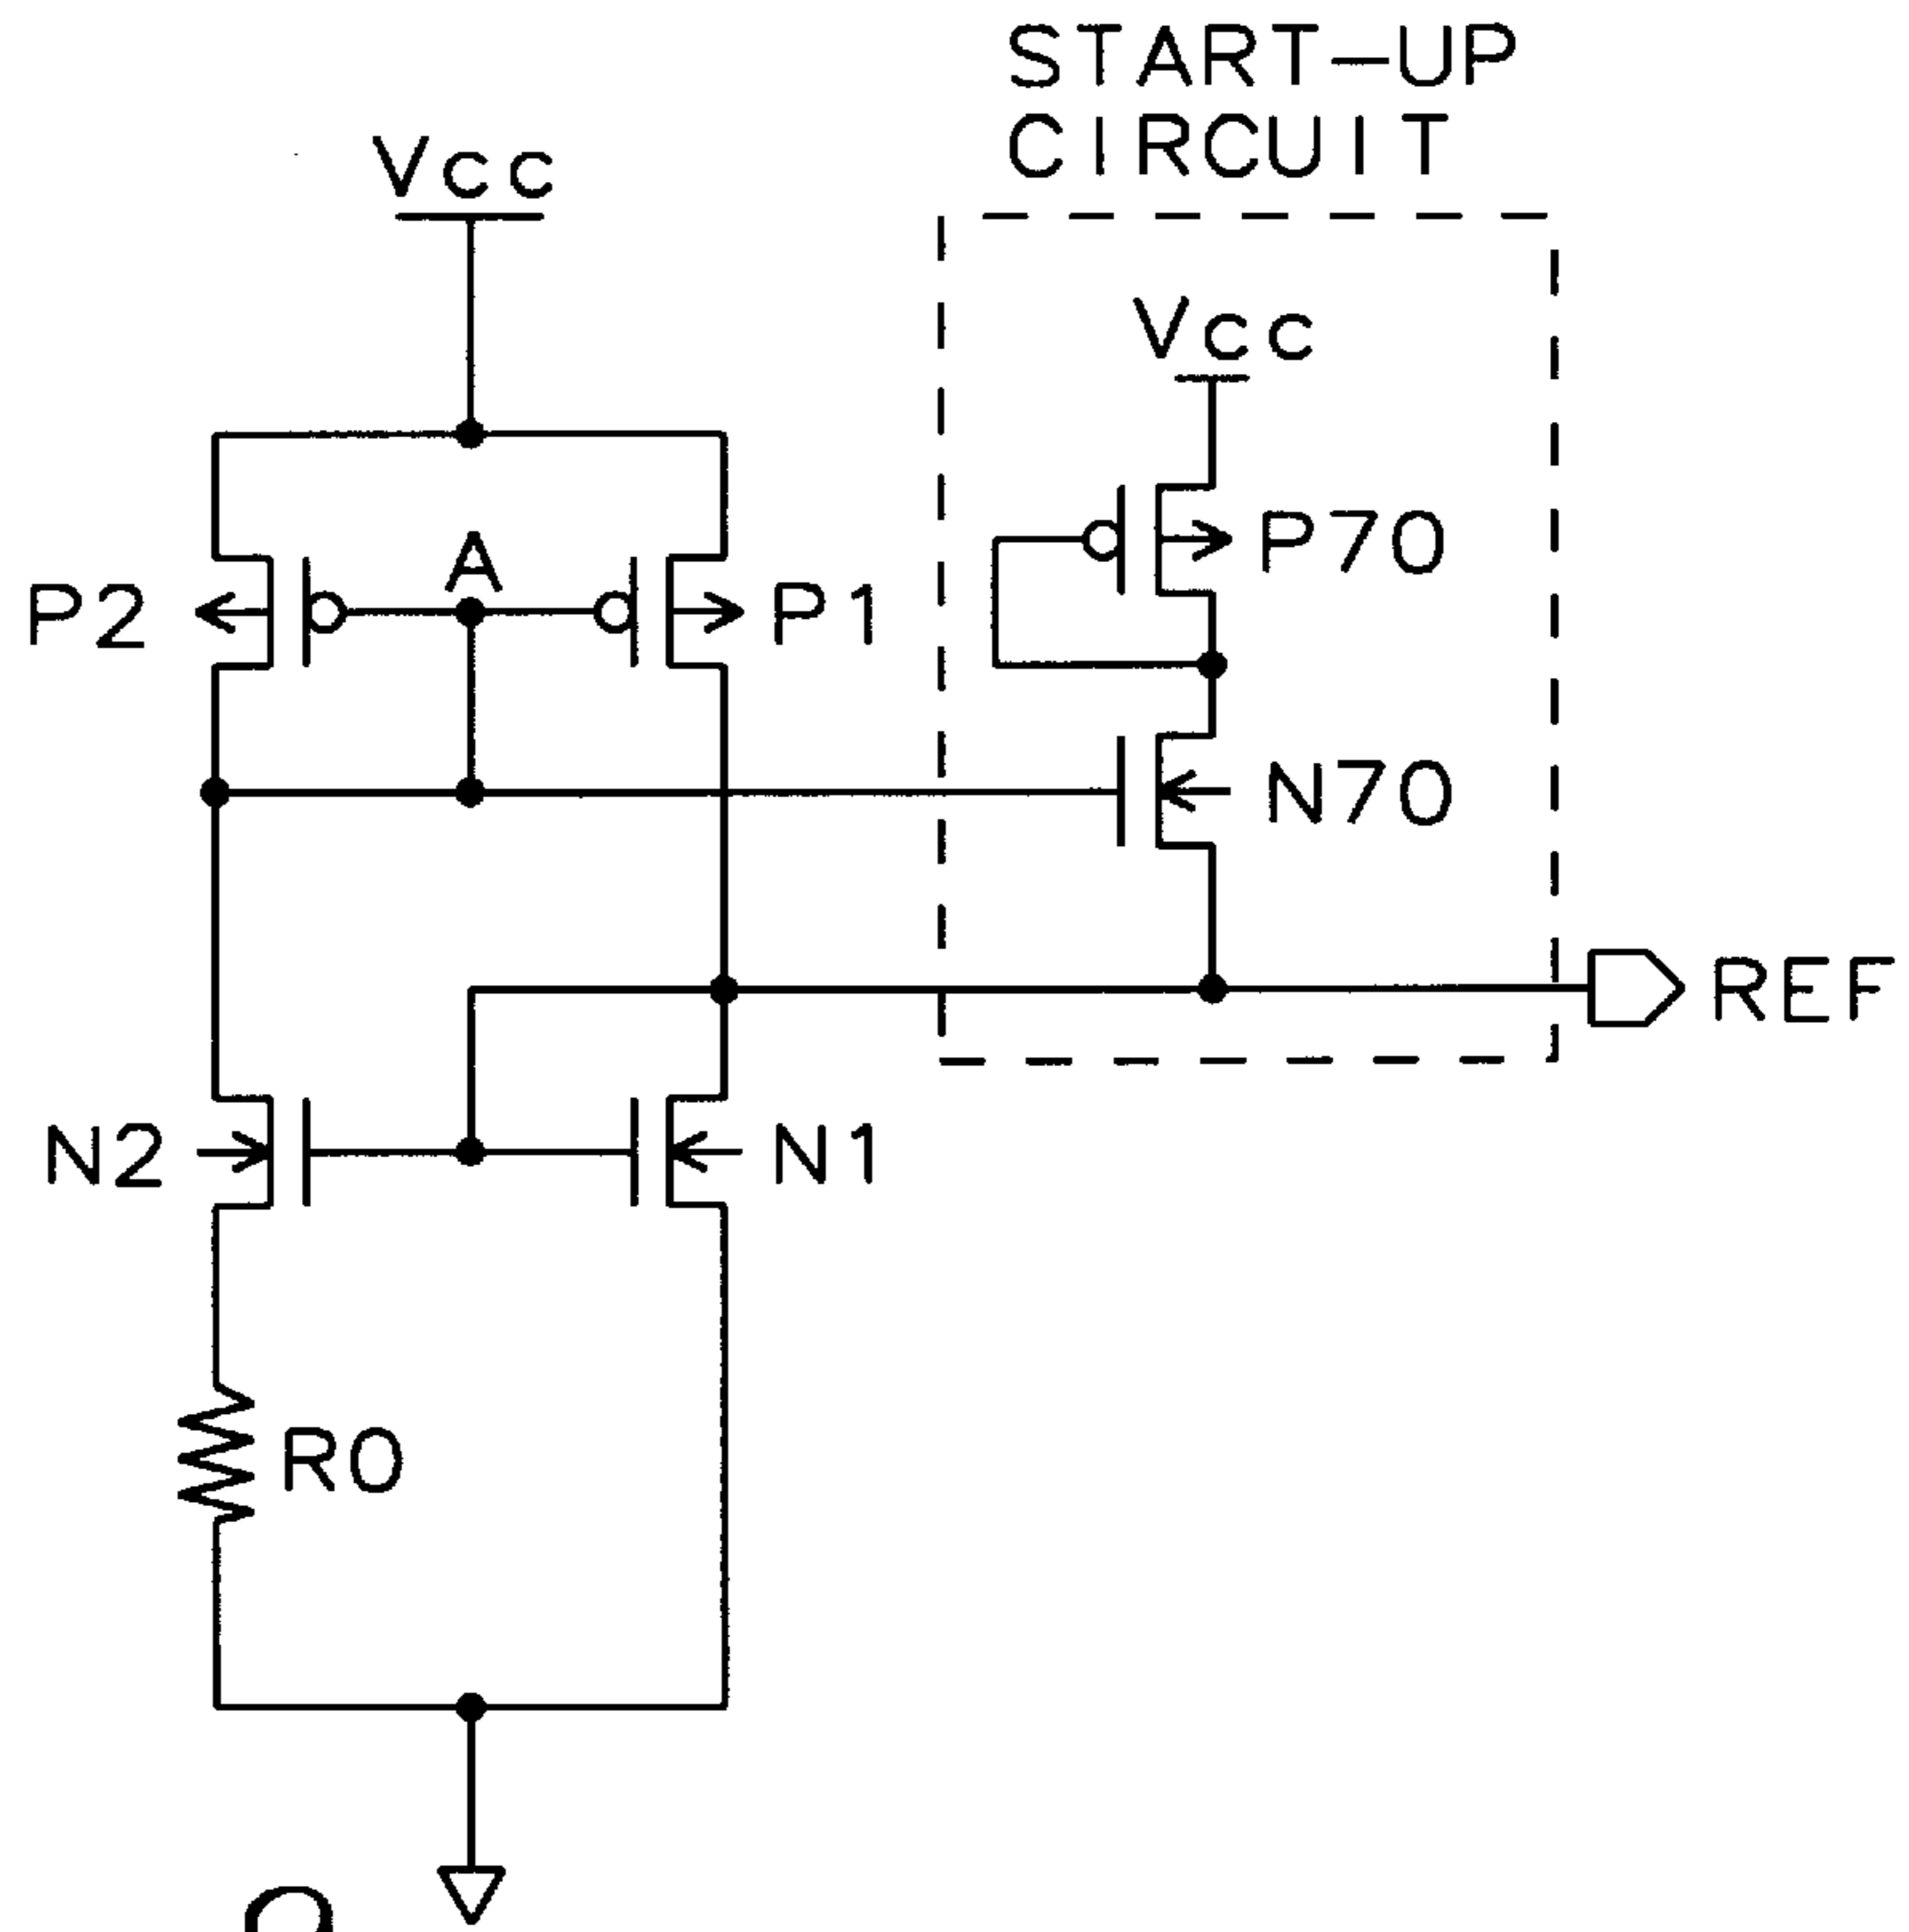 START-UP
CIRCUIT
Vcc
Vcc
P70
A
P2
P1
N70
REF
N2
N1
R0